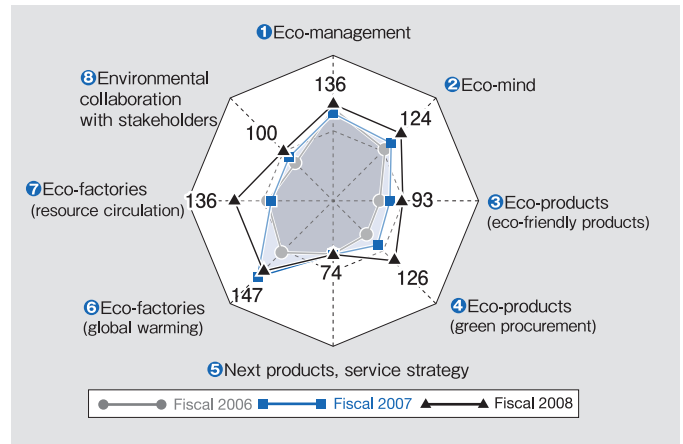 ❶Eco-management
136
❽Environmental
collaboration
with stakeholders
❷Eco-mind
124
100
❼Eco-factories
(resource circulation)
136
93
❸Eco-products
(eco-friendly products)
74
126
147
❻Eco-factories
(global warming)
❹Eco-products
(green procurement)
❺Next products, service strategy
Fiscal 2006 Fiscal 2007 Fiscal 2008